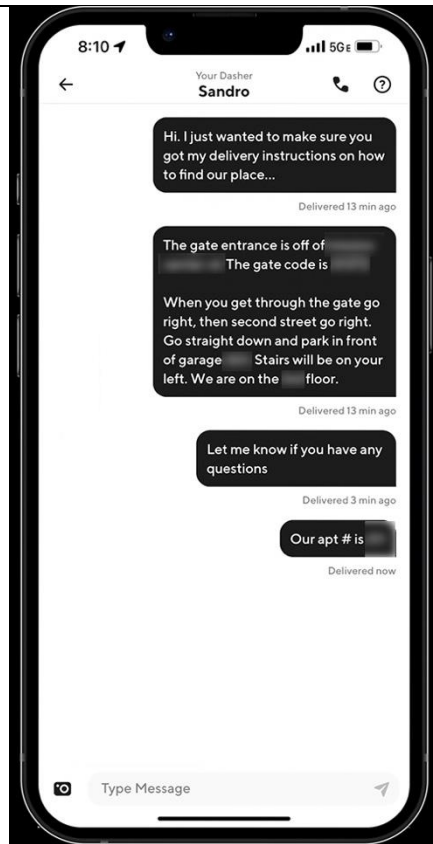 8:10
5GE
Your Dasher
Sandro
Hi. I just wanted to make sure you
got my delivery instructions on how
to find our place...
Delivered 13 min ago
The gate entrance is off of
The gate code is
When you get through the gate go
right, then second street go right.
Go straight down and park in front
of garage Stairs will be on your
left. We are on the floor.
Delivered 13 min ago
Let me know if you have any
questions
Delivered 3 min ago
Our apt # is
Delivered now
Type Message